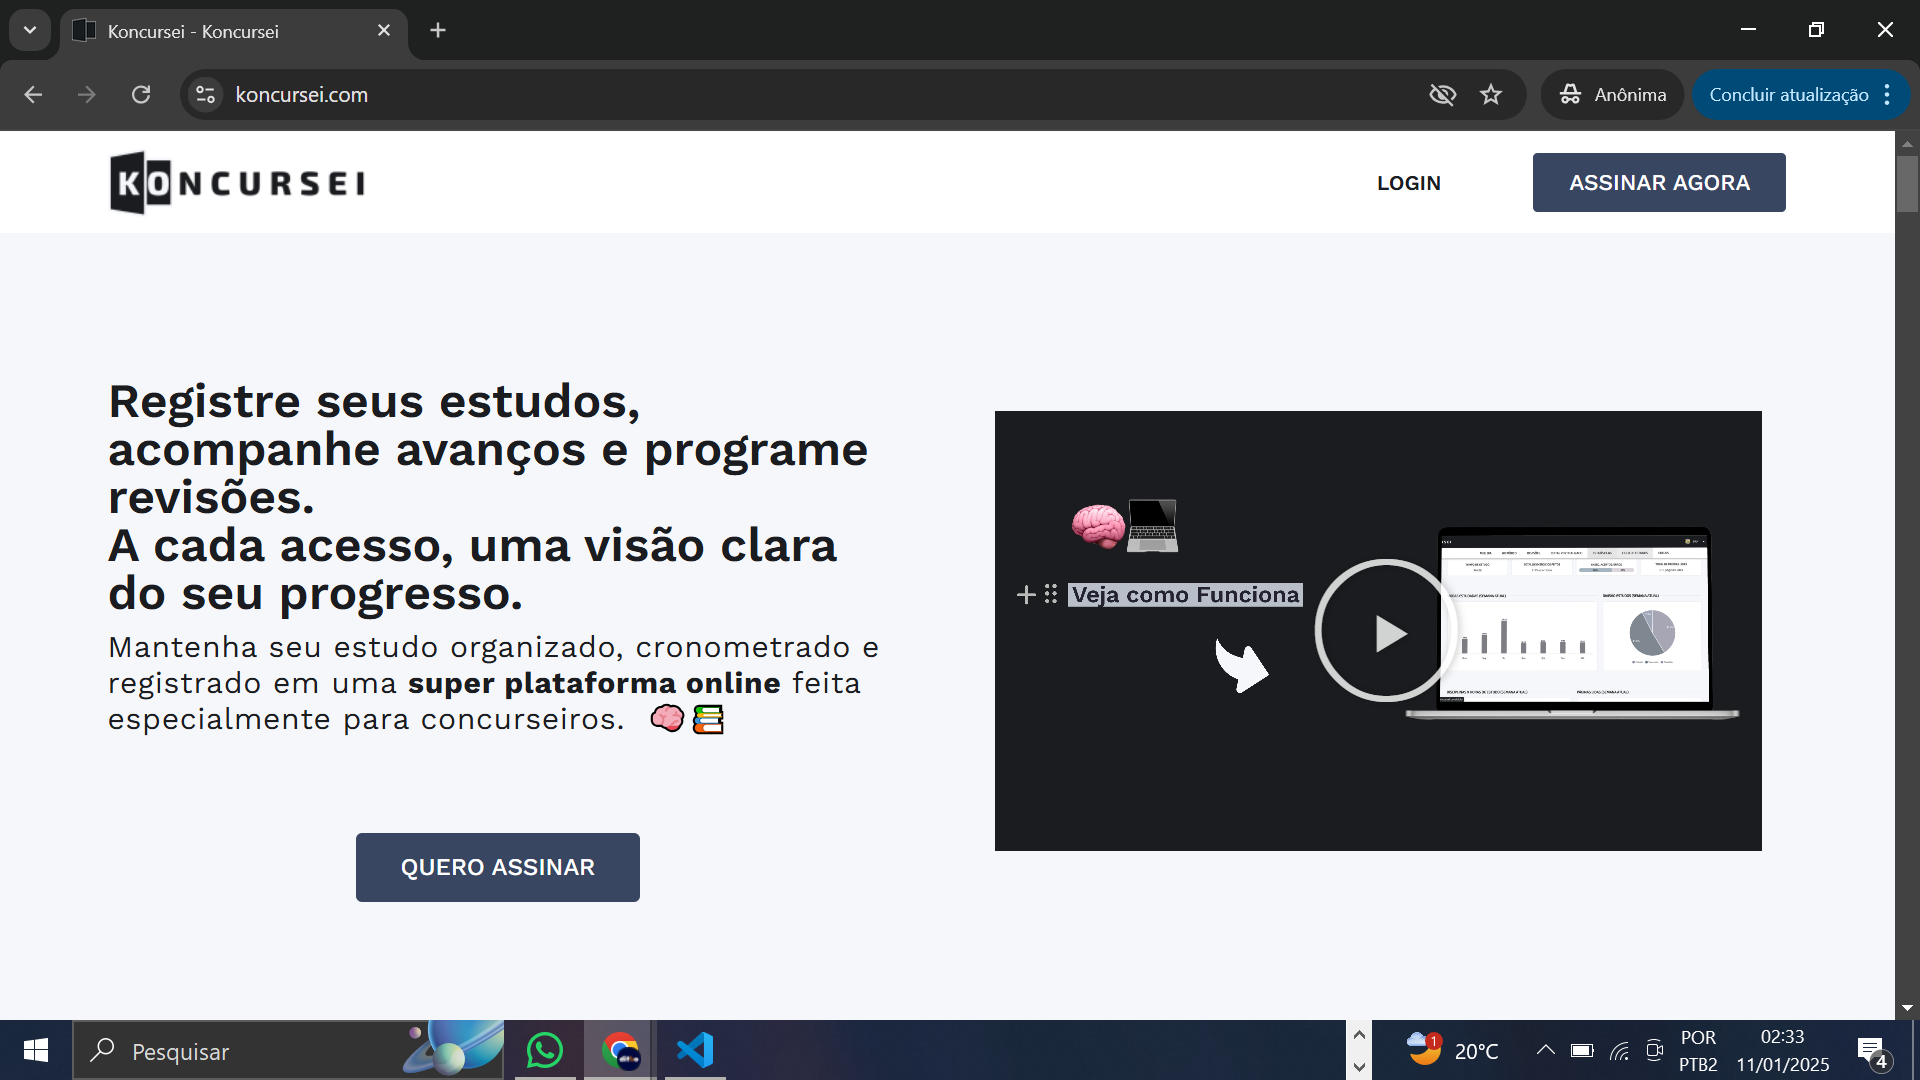 Koncursei - Koncursei
koncursei.com
Anônima
Concluir atualização
KONCURSEI
LOGIN
ASSINAR AGORA
Registre seus estudos,
acompanhe avanços e programe
revisões.
A cada acesso, uma visão clara
do seu progresso.
Mantenha seu estudo organizado, cronometrado e
registrado em uma super plataforma online feita
especialmente para concurseiros.
QUERO ASSINAR
Veja como Funciona
Pesquisar
1
20°C
POR
PTB2
02:33
11/01/2025
4